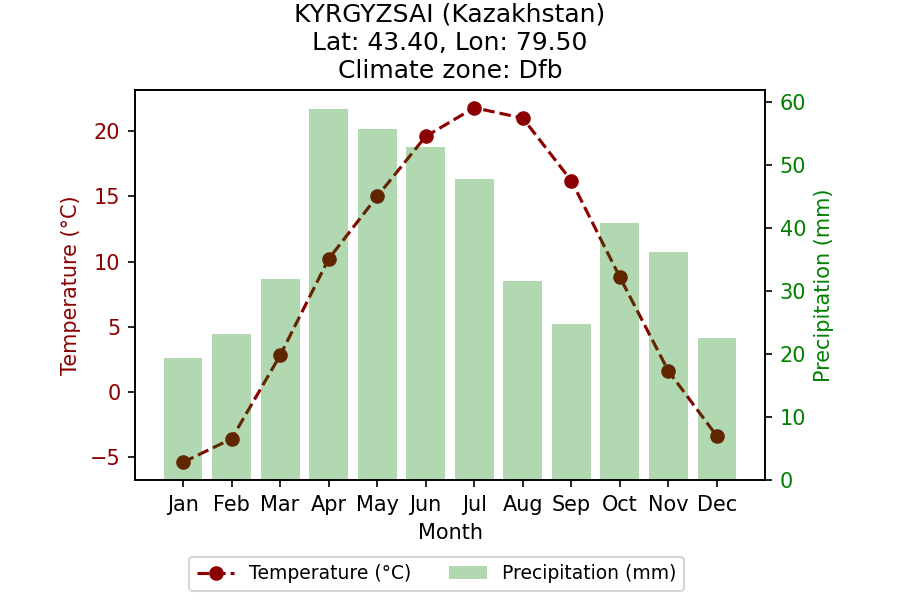 KYRGYZSAI (Kazakhstan)
Lat: 43.40, Lon: 79.50
Climate zone: Dfb
Temperature (°C)
20
15
10
5
0
−5
60
50
40
30
20
10
0
Precipitation (mm)
Jan Feb Mar Apr May Jun Jul Aug Sep Oct Nov Dec
Month
Temperature (°C) Precipitation (mm)